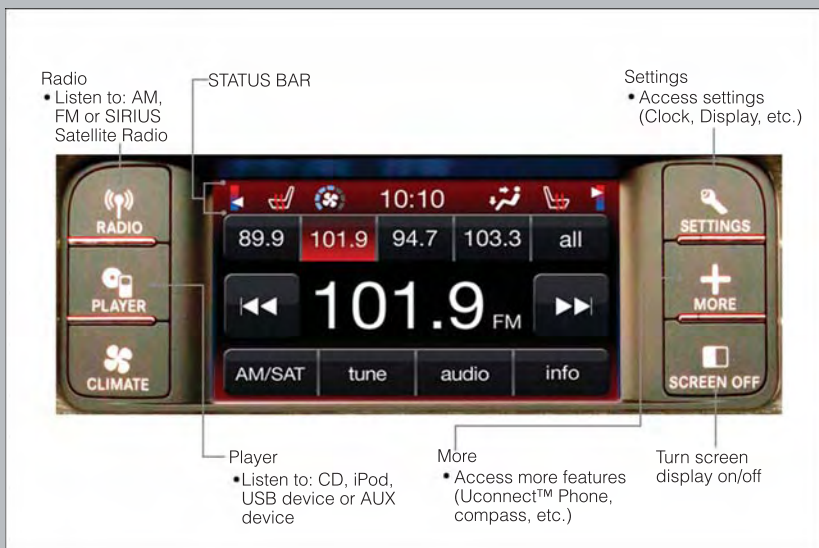 Radio
• Listen to: AM,
FM or SIRIUS
Satellite Radio
STATUS BAR
Settings
• Access settings
(Clock, Display, etc.)
RADIO
PLAYER
CLIMATE
10:10
89.9 101.9 94.7 103.3 all
101.9 FM
AM/SAT tune audio info
SETTINGS
MORE
SCREEN OFF
Player
•Listen to: CD, iPod,
USB device or AUX
device
More
• Access more features
(Uconnect™ Phone,
compass, etc.)
Turn screen
display on/off